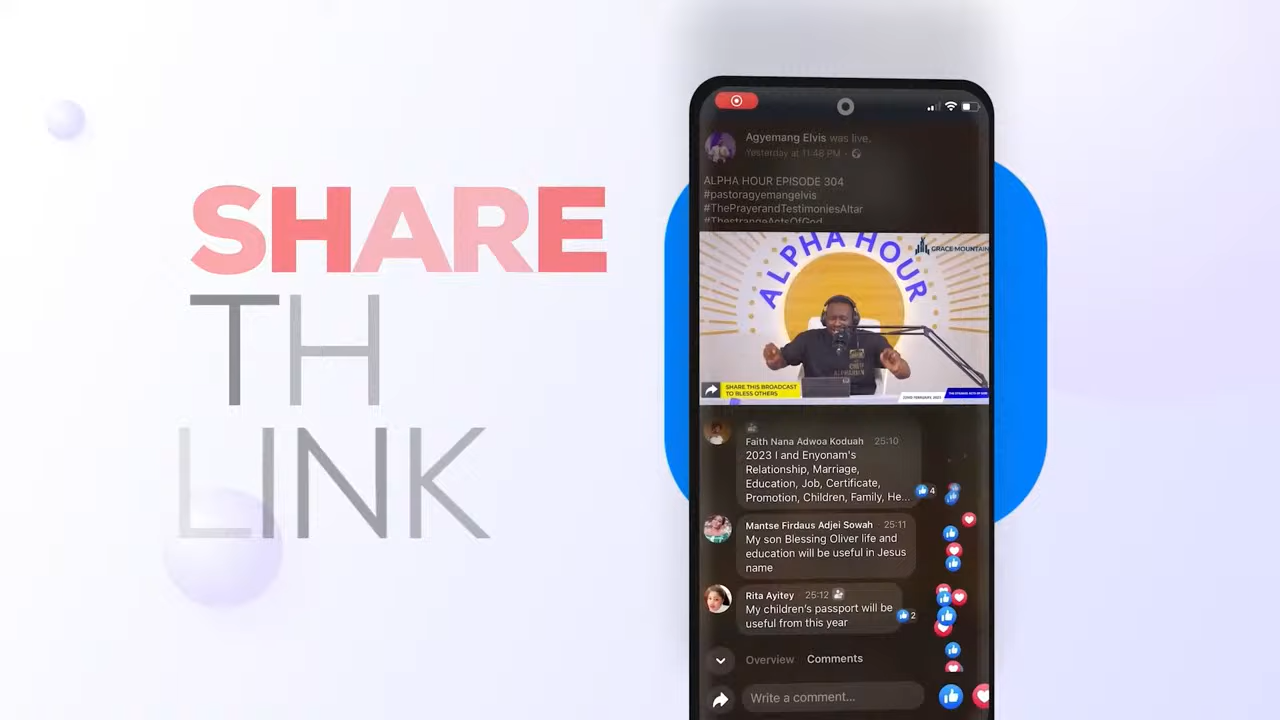 SHARE
TH
LINK
Agyemang Elvis was live.
Yesterday at 11:48 PM
ALPHA HOUR EPISODE 304
#pastoragyemangelvis
#ThePrayerandTestimoniesAltar
#ThestrangeActsOfGod
ALPHA HOUR
GRACE MOUNTAIN
SHARE THIS BROADCAST
TO BLESS OTHERS
Faith Nana Adwoa Koduah 25:10
2023 I and Enyonam's
Relationship, Marriage,
Education, Job, Certificate,
Promotion, Children, Family, He...
4
Mantse Firdaus Adjei Sowah · 25:11
My son Blessing Oliver life and
education will be useful in Jesus
name
Rita Ayitey · 25:12
My children's passport will be
useful from this year
2
Overview Comments
Write a comment...